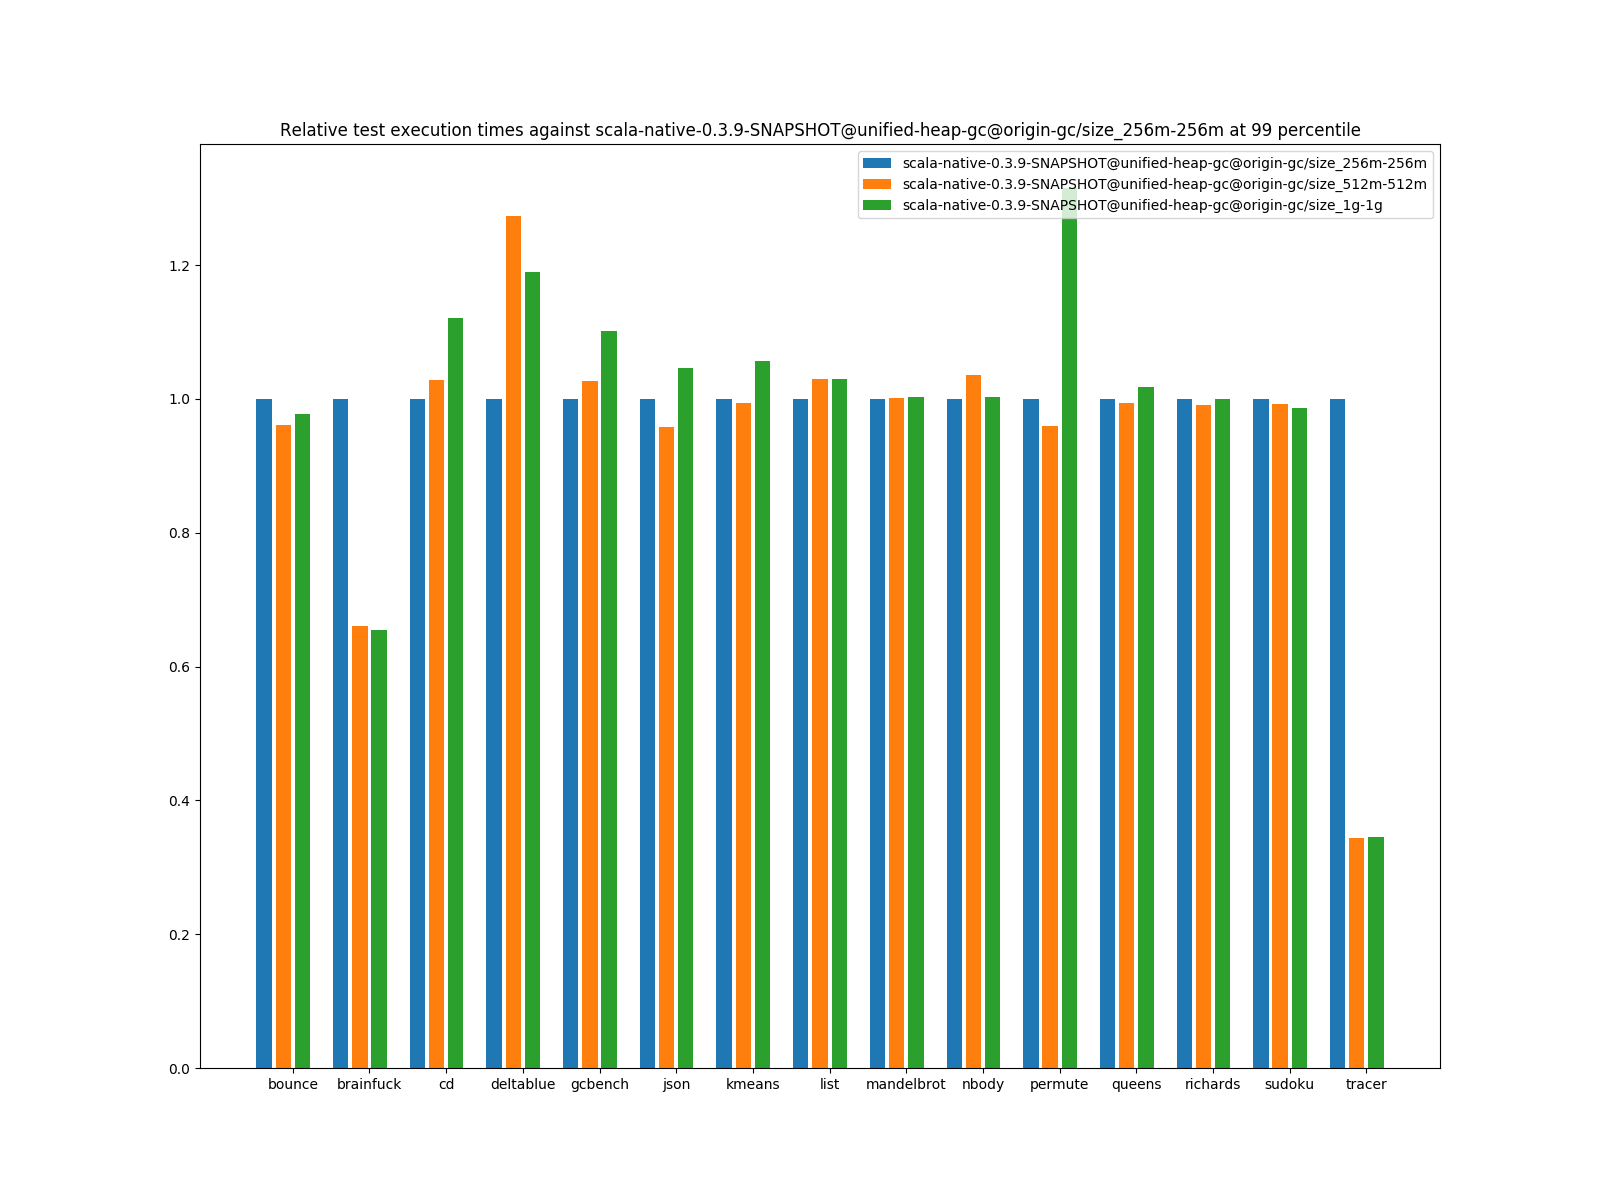 Relative test execution times against scala-native-0.3.9-SNAPSHOT@unified-heap-gc@origin-gc/size_256m-256m at 99 percentile
scala-native-0.3.9-SNAPSHOT@unified-heap-gc@origin-gc/size_256m-256m
scala-native-0.3.9-SNAPSHOT@unified-heap-gc@origin-gc/size_512m-512m
scala-native-0.3.9-SNAPSHOT@unified-heap-gc@origin-gc/size_1g-1g
1.2
1.0
0.8
0.6
0.4
0.2
0.0
bounce brainfuck cd deltablue gcbench json kmeans list mandelbrot nbody permute queens richards sudoku tracer